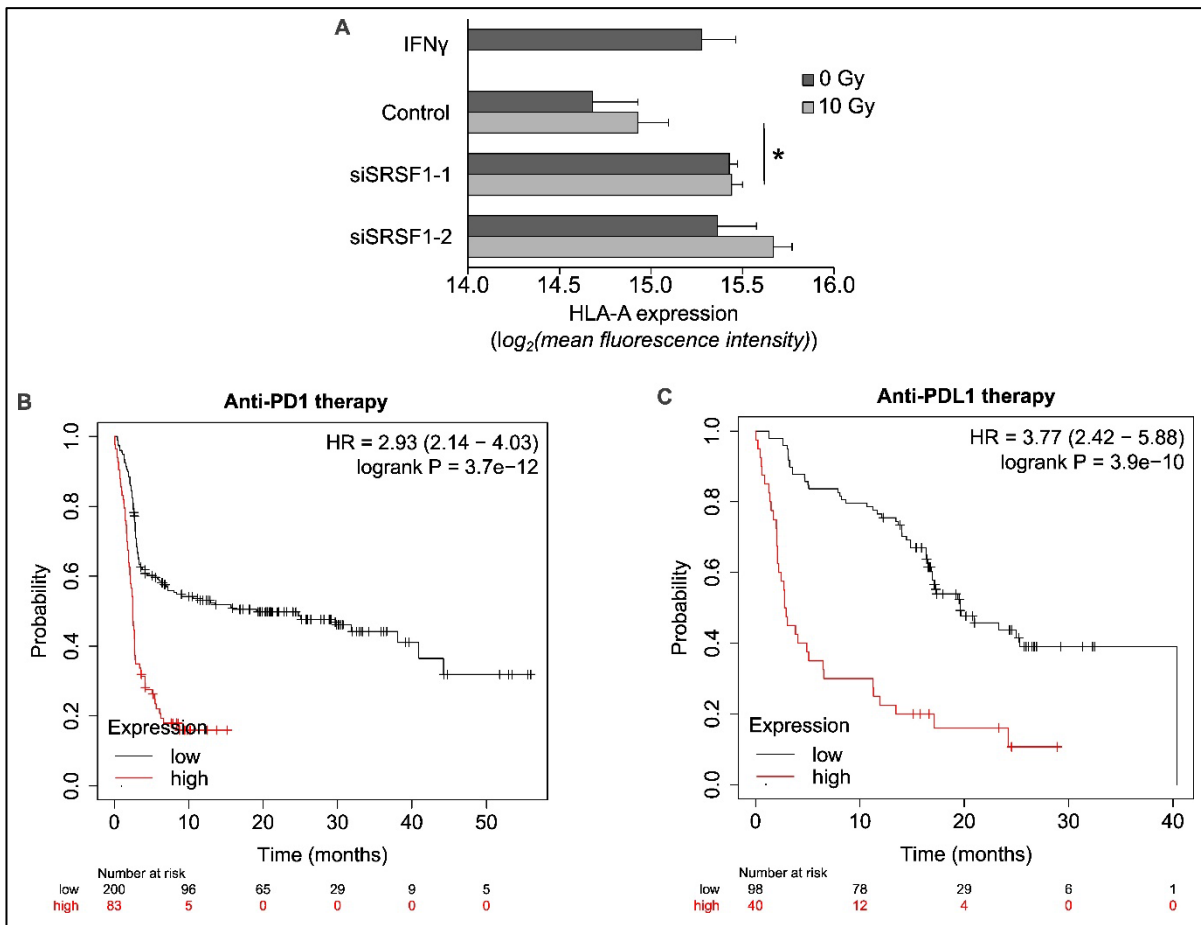 A
IFNγ
Control
siSRSF1-1
siSRSF1-2
0 Gy
10 Gy
*
14.0 14.5 15.0 15.5 16.0
HLA-A expression
(log2(mean fluorescence intensity))
B
Anti-PD1 therapy
HR = 2.93 (2.14 − 4.03)
logrank P = 3.7e−12
Probability
1.0
0.8
0.6
0.4
0.2
0.0
Expression
low
high
0 10 20 30 40 50
Time (months)
Number at risk
low 200 96 65 29 9 5
high 83 5 0 0 0 0
C
Anti-PDL1 therapy
HR = 3.77 (2.42 − 5.88)
logrank P = 3.9e−10
Probability
1.0
0.8
0.6
0.4
0.2
0.0
Expression
low
high
0 10 20 30 40
Time (months)
Number at risk
low 98 78 29 6 1
high 40 12 4 0 0